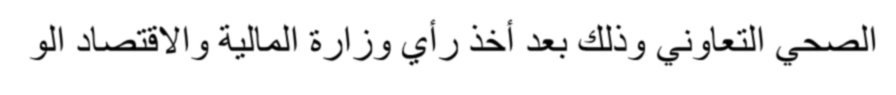 الصحي التعاوني وذلك بعد أخذ رأي وزارة المالية والاقتصاد الو